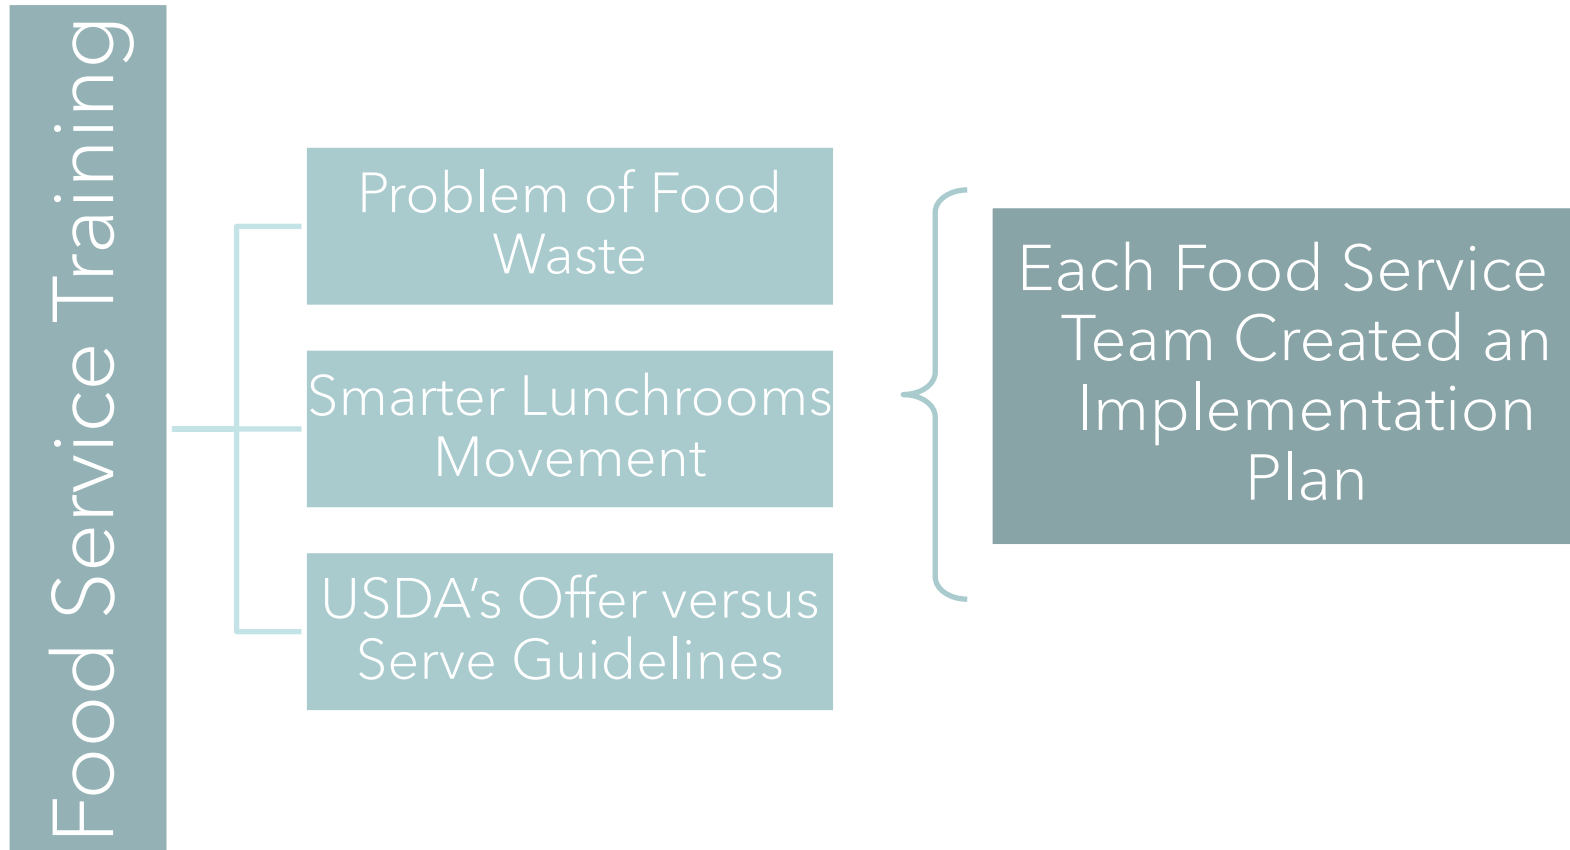 Food Service Training
Problem of Food
Waste
Smarter Lunchrooms
Movement
USDA’s Offer versus
Serve Guidelines
Each Food Service
Team Created an
Implementation
Plan